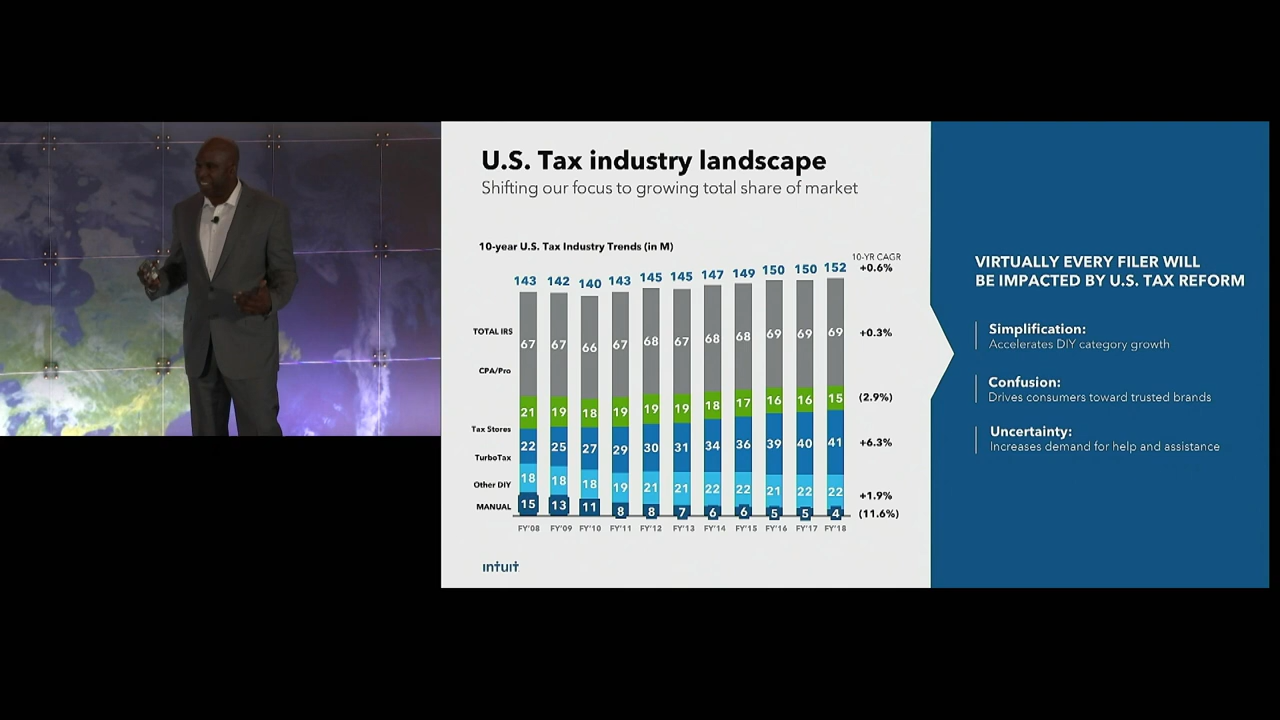 U.S. Tax industry landscape
Shifting our focus to growing total share of market
10-year U.S. Tax Industry Trends (in M)
10-YR CAGR
143 142 140 143 145 145 147 149 150 150 152 +0.6%
TOTAL IRS
67 67 66 67 68 67 68 68 69 69 69 +0.3%
CPA/Pro
21 19 18 19 19 19 18 17 16 16 15 (2.9%)
Tax Stores
22 25 27 29 30 31 34 36 39 40 41 +6.3%
TurboTax
Other DIY 18 18 18 19 21 21 22 22 21 22 22 +1.9%
MANUAL 15 13 11 8 8 7 6 6 5 5 4 (11.6%)
FY'08 FY'09 FY'10 FY'11 FY'12 FY'13 FY'14 FY'15 FY'16 FY'17 FY'18
intuit
VIRTUALLY EVERY FILER WILL
BE IMPACTED BY U.S. TAX REFORM
Simplification:
Accelerates DIY category growth
Confusion:
Drives consumers toward trusted brands
Uncertainty:
Increases demand for help and assistance